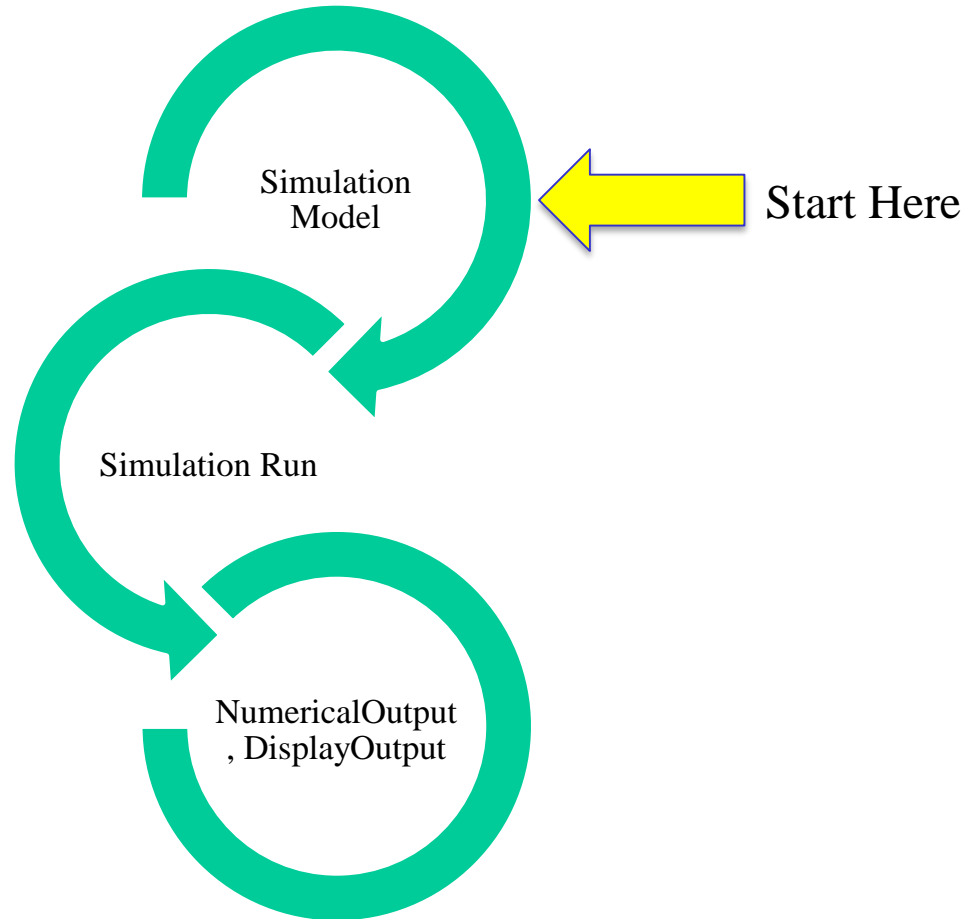 Simulation
Model
Start Here
Simulation Run
NumericalOutput
, DisplayOutput